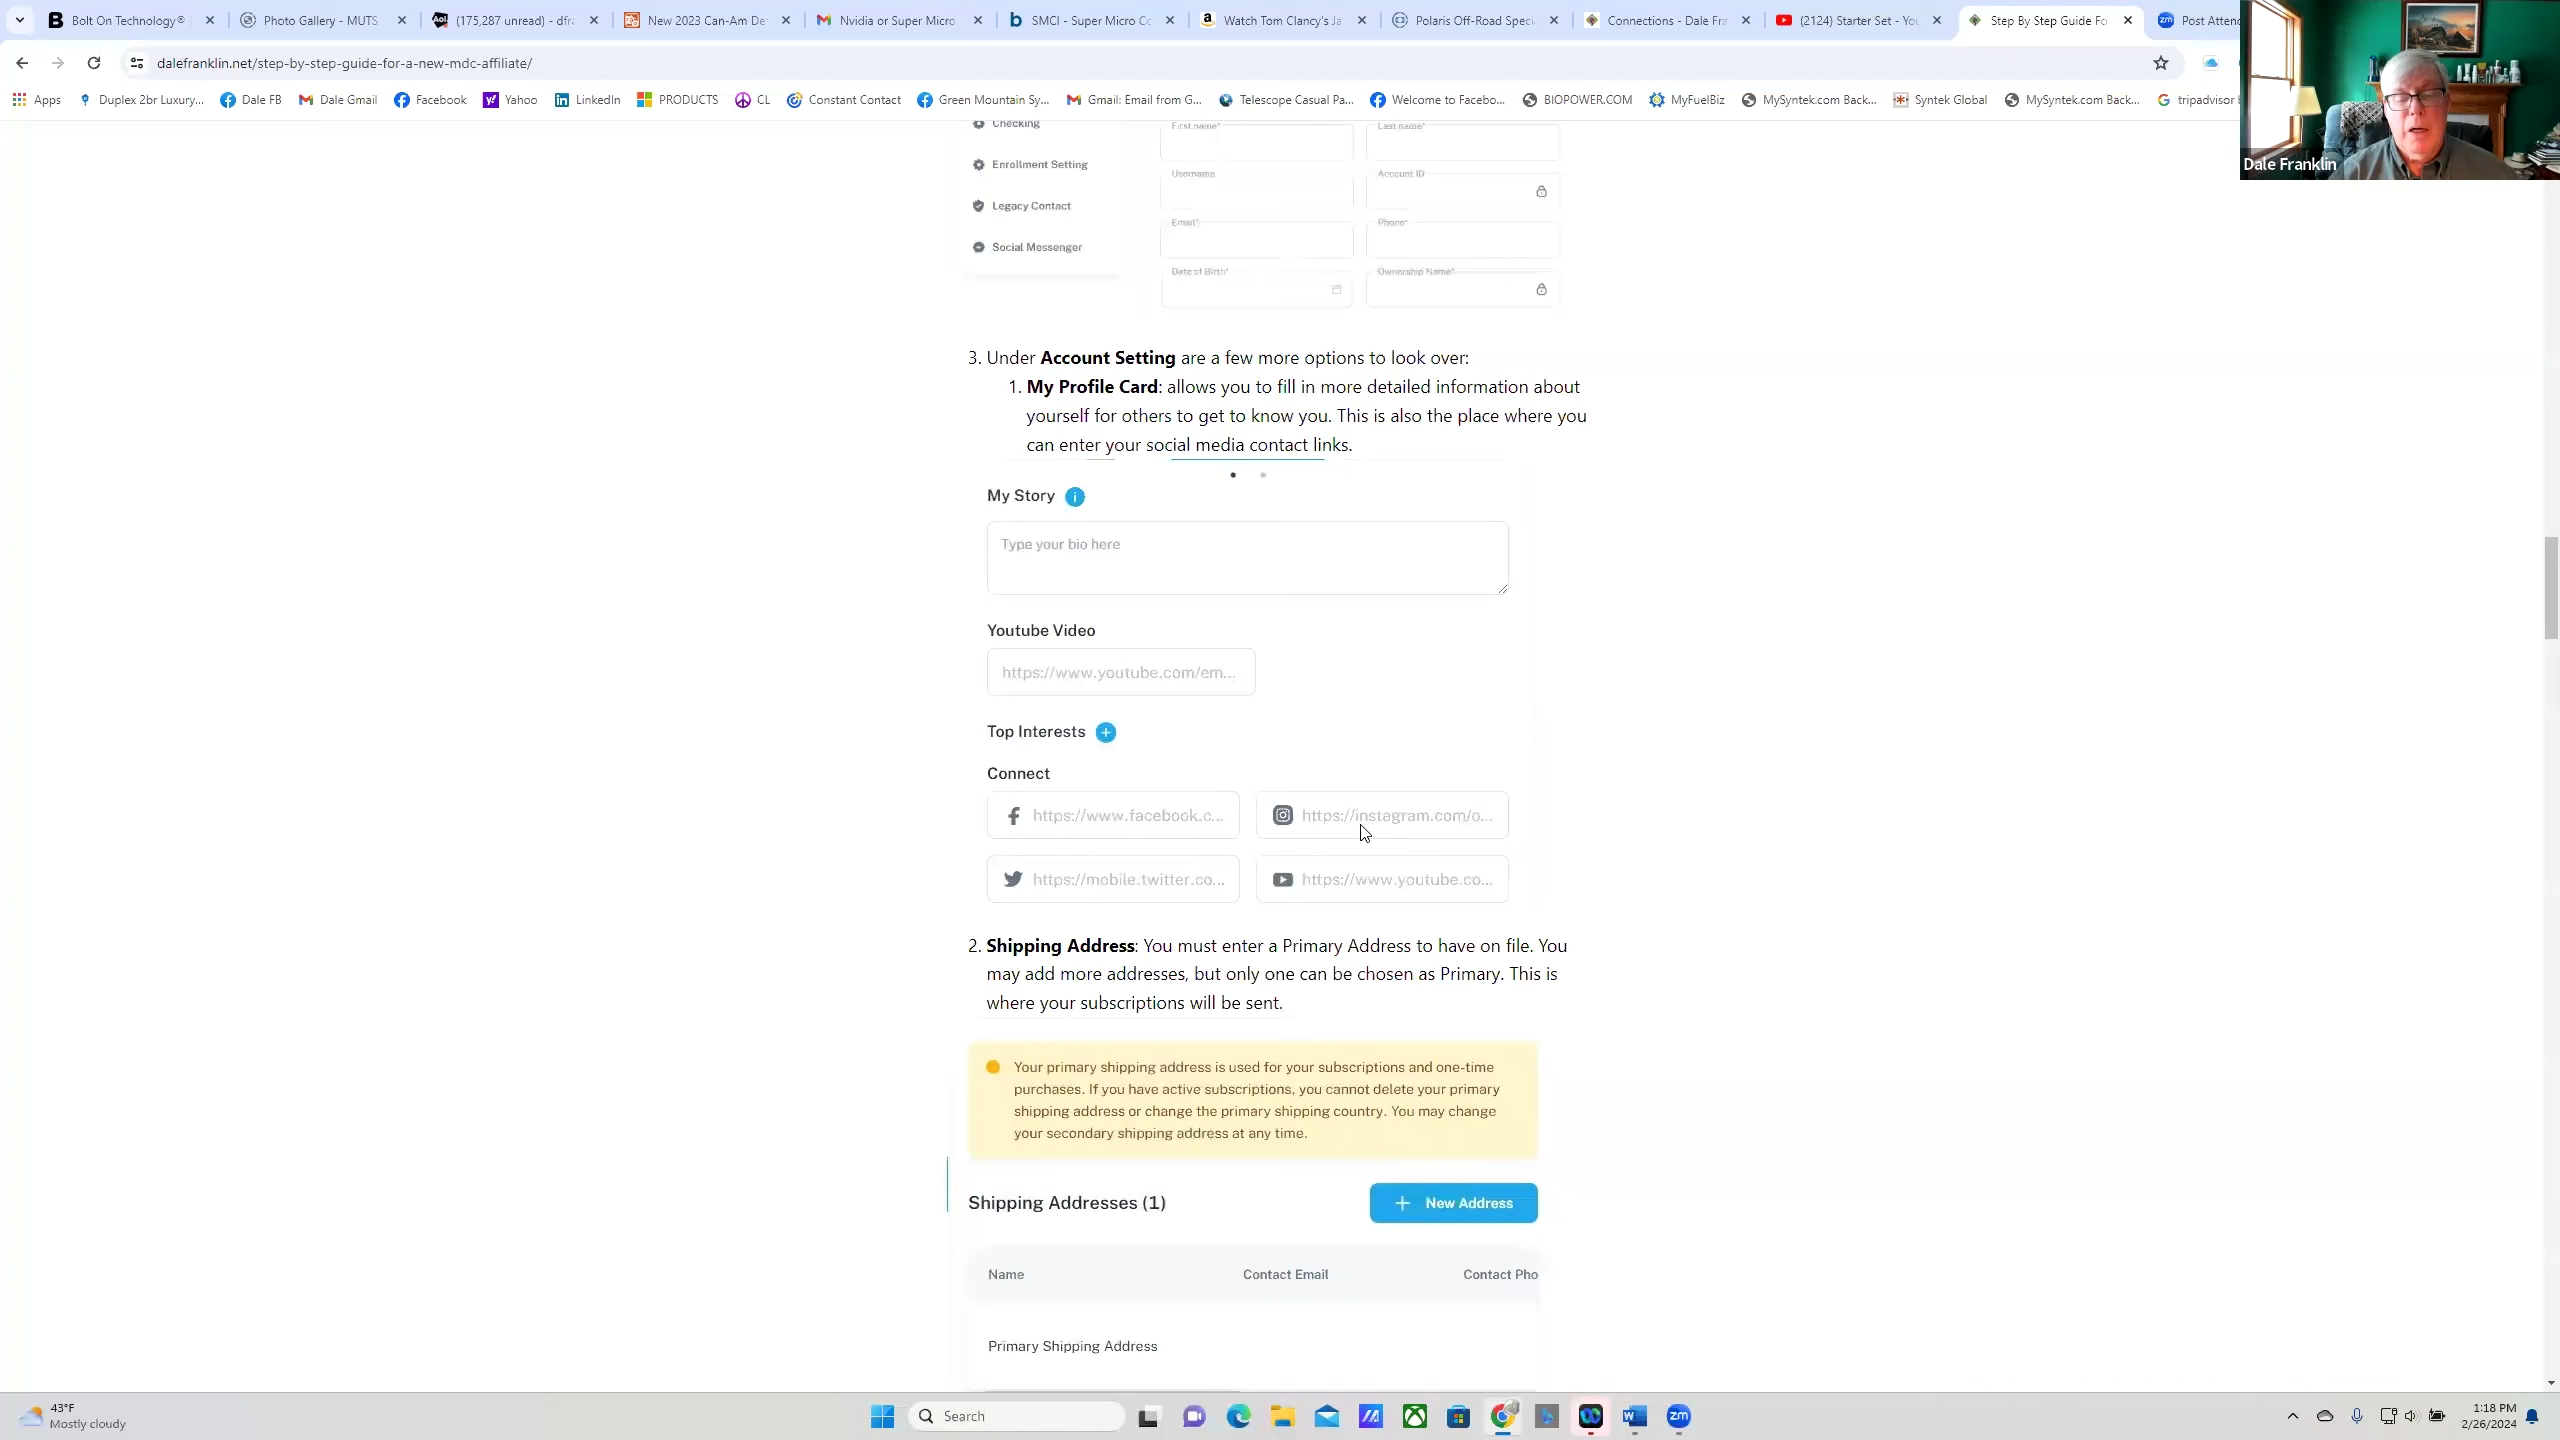 Bolt On Technology®
Photo Gallery - MUTS
Aol.
(175,287 unread) - dfra
New 2023 Can-Am De
Nvidia or Super Micro
SMCI - Super Micro Co
Watch Tom Clancy's Ja
Polaris Off-Road Speci
Connections - Dale Fra
(2124) Starter Set - You
Step By Step Guide Fo
zm
Post Attend
dalefranklin.net/step-by-step-guide-for-a-new-mdc-affiliate/
Apps
Duplex 2br Luxury...
Dale FB
Dale Gmail
Facebook
Yahoo
LinkedIn
PRODUCTS
CL
Constant Contact
Green Mountain Sy...
Gmail: Email from G...
Telescope Casual Pa...
Welcome to Facebo...
BIOPOWER.COM
MyFuelBiz
MySyntek.com Back...
Syntek Global
MySyntek.com Back...
tripadvisor
Dale Franklin
Checking
First name*
Last name*
Enrollment Setting
Username
Account ID
Legacy Contact
Email*
Phone*
Social Messenger
Date of Birth*
Ownership Name*
3. Under Account Setting are a few more options to look over:
1. My Profile Card: allows you to fill in more detailed information about
yourself for others to get to know you. This is also the place where you
can enter your social media contact links.
My Story
Type your bio here
Youtube Video
https://www.youtube.com/em...
Top Interests
Connect
https://www.facebook.c...
https://instagram.com/o...
https://mobile.twitter.co...
https://www.youtube.co...
2. Shipping Address: You must enter a Primary Address to have on file. You
may add more addresses, but only one can be chosen as Primary. This is
where your subscriptions will be sent.
Your primary shipping address is used for your subscriptions and one-time
purchases. If you have active subscriptions, you cannot delete your primary
shipping address or change the primary shipping country. You may change
your secondary shipping address at any time.
Shipping Addresses (1)
+ New Address
Name
Contact Email
Contact Pho
Primary Shipping Address
43°F
Mostly cloudy
Search
zm
1:18 PM
2/26/2024